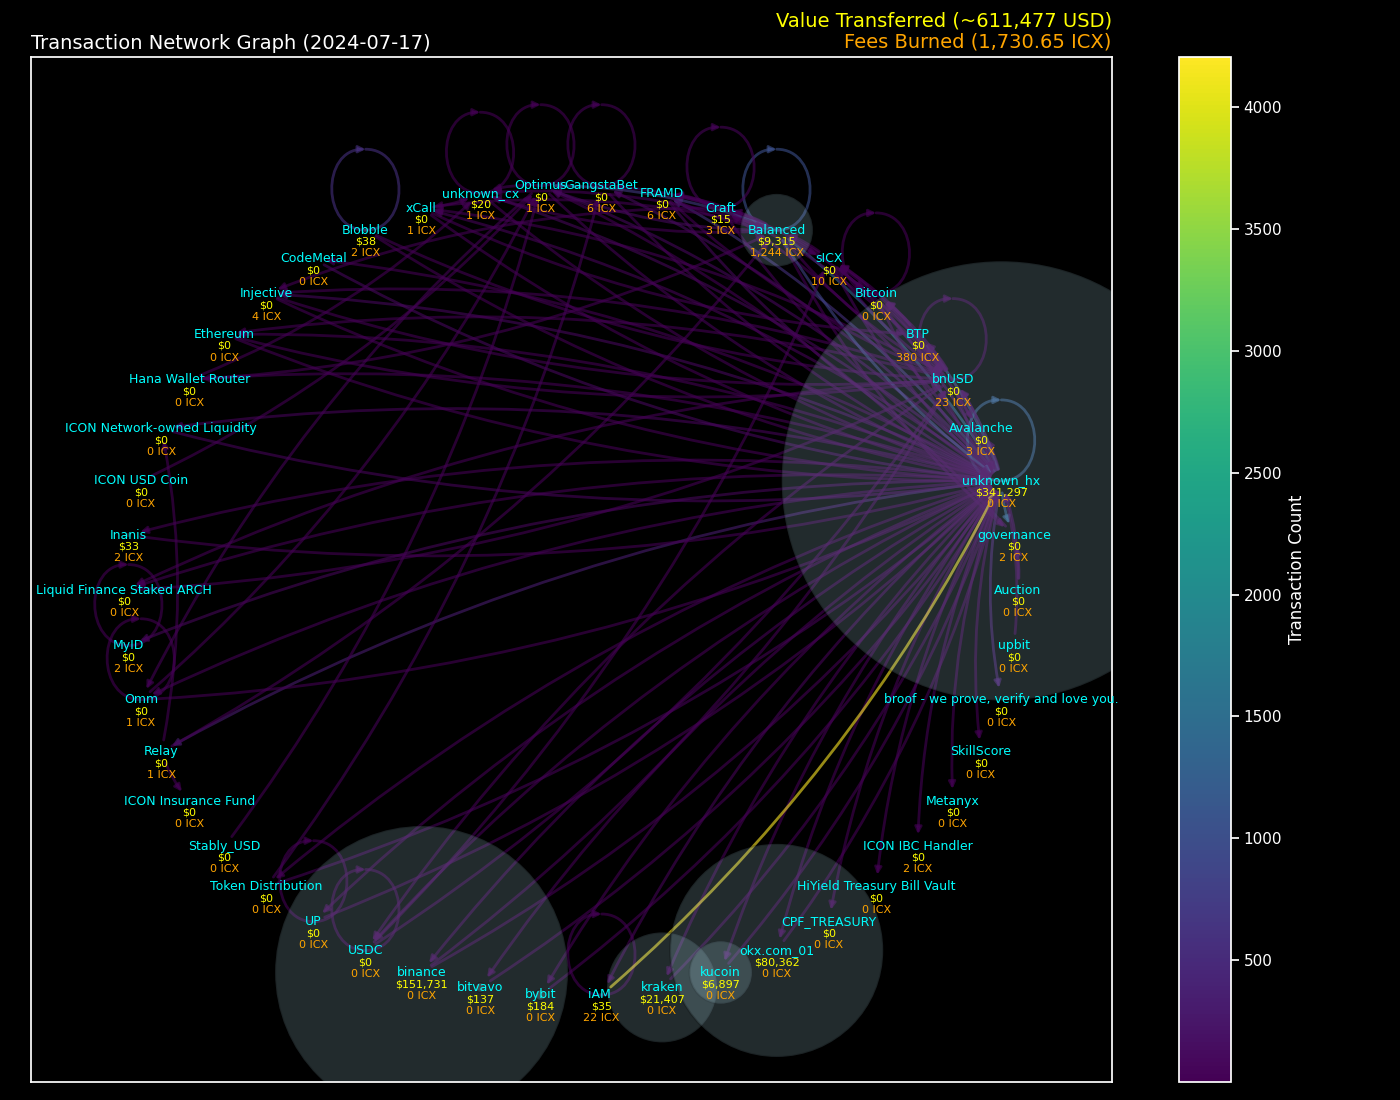 Value Transferred (~611,477 USD)
Transaction Network Graph (2024-07-17)
Fees Burned (1,730.65 ICX)
Optimus
$0
1 ICX
GangstaBet
$0
6 ICX
unknown_cx
$20
1 ICX
FRAMD
$0
6 ICX
xCall
$0
1 ICX
Craft
$15
3 ICX
Blobble
$38
2 ICX
Balanced
$9,315
1,244 ICX
CodeMetal
$0
0 ICX
sICX
$0
10 ICX
Injective
$0
4 ICX
Bitcoin
$0
0 ICX
Ethereum
$0
0 ICX
BTP
$0
380 ICX
Hana Wallet Router
$0
0 ICX
bnUSD
$0
23 ICX
ICON Network-owned Liquidity
$0
0 ICX
Avalanche
$0
3 ICX
ICON USD Coin
$0
0 ICX
unknown_hx
$341,297
0 ICX
Inanis
$33
2 ICX
governance
$0
2 ICX
Liquid Finance Staked ARCH
$0
0 ICX
Auction
$0
0 ICX
MyID
$0
2 ICX
upbit
$0
0 ICX
Omm
$0
1 ICX
broof - we prove, verify and love you.
$0
0 ICX
Relay
$0
1 ICX
SkillScore
$0
0 ICX
ICON Insurance Fund
$0
0 ICX
Metanyx
$0
0 ICX
Stably_USD
$0
0 ICX
ICON IBC Handler
$0
2 ICX
Token Distribution
$0
0 ICX
HiYield Treasury Bill Vault
$0
0 ICX
UP
$0
0 ICX
CPF_TREASURY
$0
0 ICX
USDC
$0
0 ICX
okx.com_01
$80,362
0 ICX
binance
$151,731
0 ICX
kucoin
$6,897
0 ICX
bitvavo
$137
0 ICX
kraken
$21,407
0 ICX
bybit
$184
0 ICX
iAM
$35
22 ICX
4000
3500
3000
2500
2000
1500
1000
500
Transaction Count